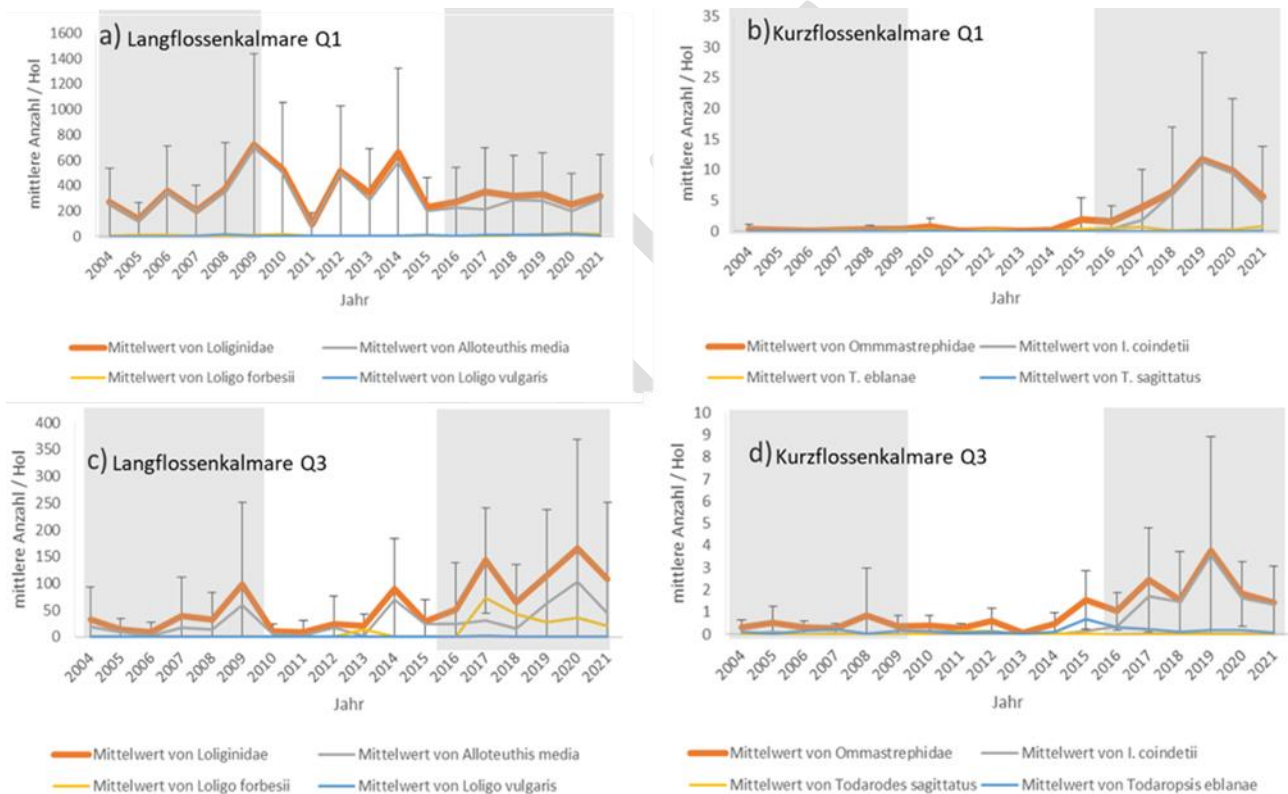 a) Langflossenkalmare Q1
mittlere Anzahl / Hol
1600
1400
1200
1000
800
600
400
200
0
2004 2005 2006 2007 2008 2009 2010 2011 2012 2013 2014 2015 2016 2017 2018 2019 2020 2021
Jahr
Mittelwert von Loliginidae Mittelwert von Alloteuthis media
Mittelwert von Loligo forbesii Mittelwert von Loligo vulgaris
b) Kurzflossenkalmare Q1
mittlere Anzahl / Hol
35
30
25
20
15
10
5
0
2004 2005 2006 2007 2008 2009 2010 2011 2012 2013 2014 2015 2016 2017 2018 2019 2020 2021
Jahr
Mittelwert von Ommmastrephidae Mittelwert von I. coindetii
Mittelwert von T. eblanae Mittelwert von T. sagittatus
c) Langflossenkalmare Q3
mittlere Anzahl / Hol
400
350
300
250
200
150
100
50
0
2004 2005 2006 2007 2008 2009 2010 2011 2012 2013 2014 2015 2016 2017 2018 2019 2020 2021
Jahr
Mittelwert von Loliginidae Mittelwert von Alloteuthis media
Mittelwert von Loligo forbesii Mittelwert von Loligo vulgaris
d) Kurzflossenkalmare Q3
mittlere Anzahl / Hol
10
9
8
7
6
5
4
3
2
1
0
2004 2005 2006 2007 2008 2009 2010 2011 2012 2013 2014 2015 2016 2017 2018 2019 2020 2021
Jahr
Mittelwert von Ommastrephidae Mittelwert von I. coindetii
Mittelwert von Todarodes sagittatus Mittelwert von Todaropsis eblanae